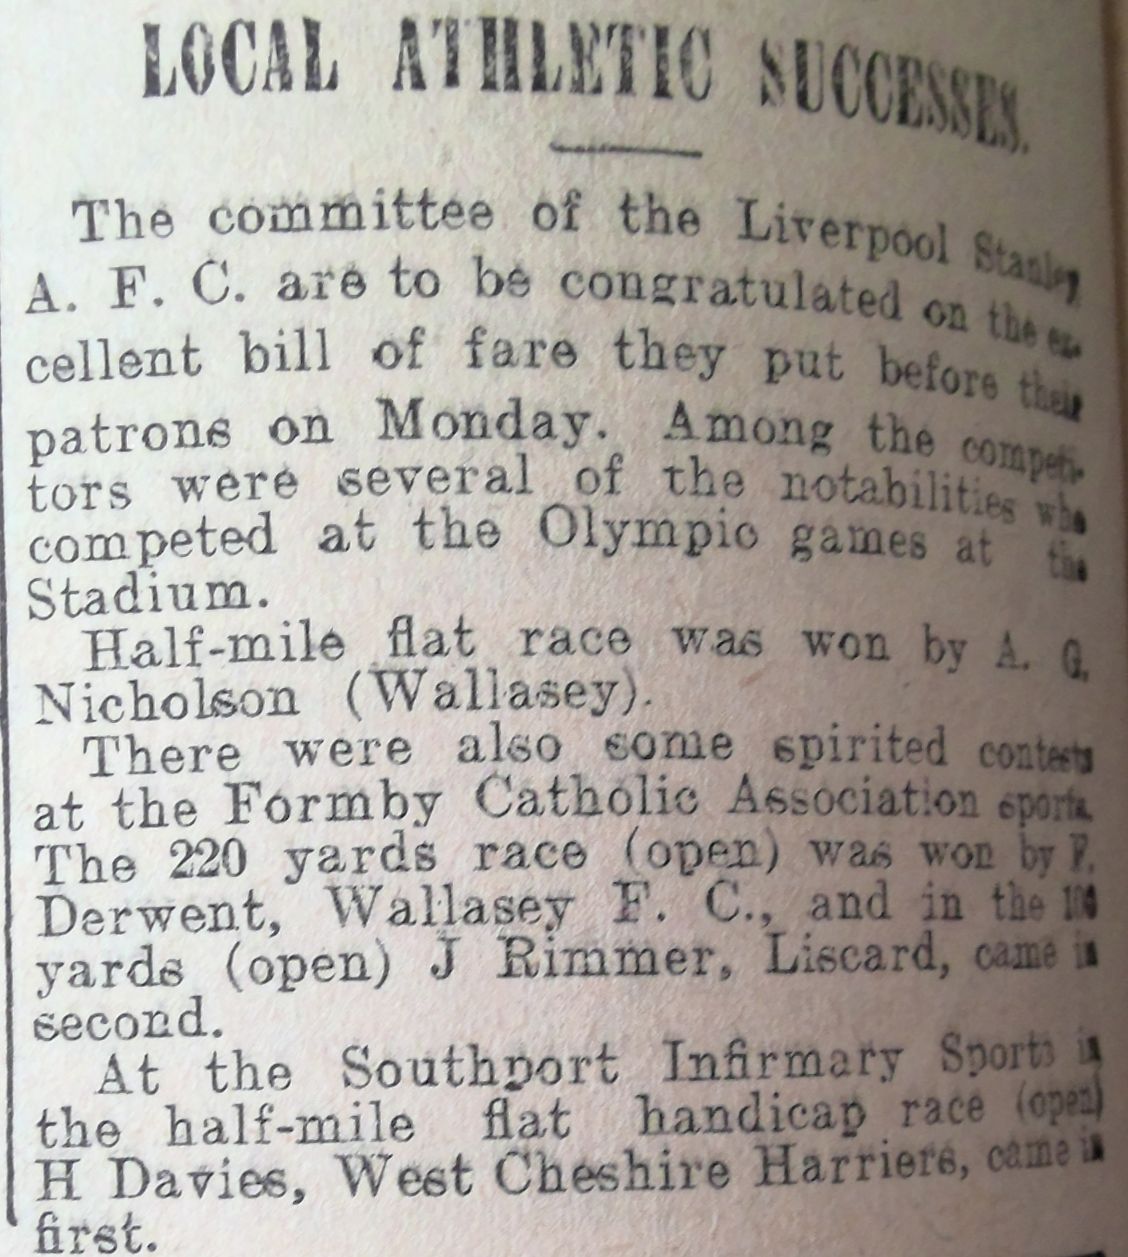 LOCAL ATHLETIC SUCCESSES.
The committee of the Liverpool Stanley
A. F. C. are to be congratulated on the ex-
cellent bill of fare they put before their
patrons on Monday. Among the competi-
tors were several of the notabilities who
competed at the Olympic games at the
Stadium.
Half-mile flat race was won by A. G.
Nicholson (Wallasey).
There were also some spirited contests
at the Formby Catholic Association sports.
The 220 yards race (open) was won by F.
Derwent, Wallasey F. C., and in the 100
yards (open) J Rimmer, Liscard, came in
second.
At the Southport Infirmary Sports in
the half-mile flat handicap race (open)
H Davies, West Cheshire Harriers, came in
first.